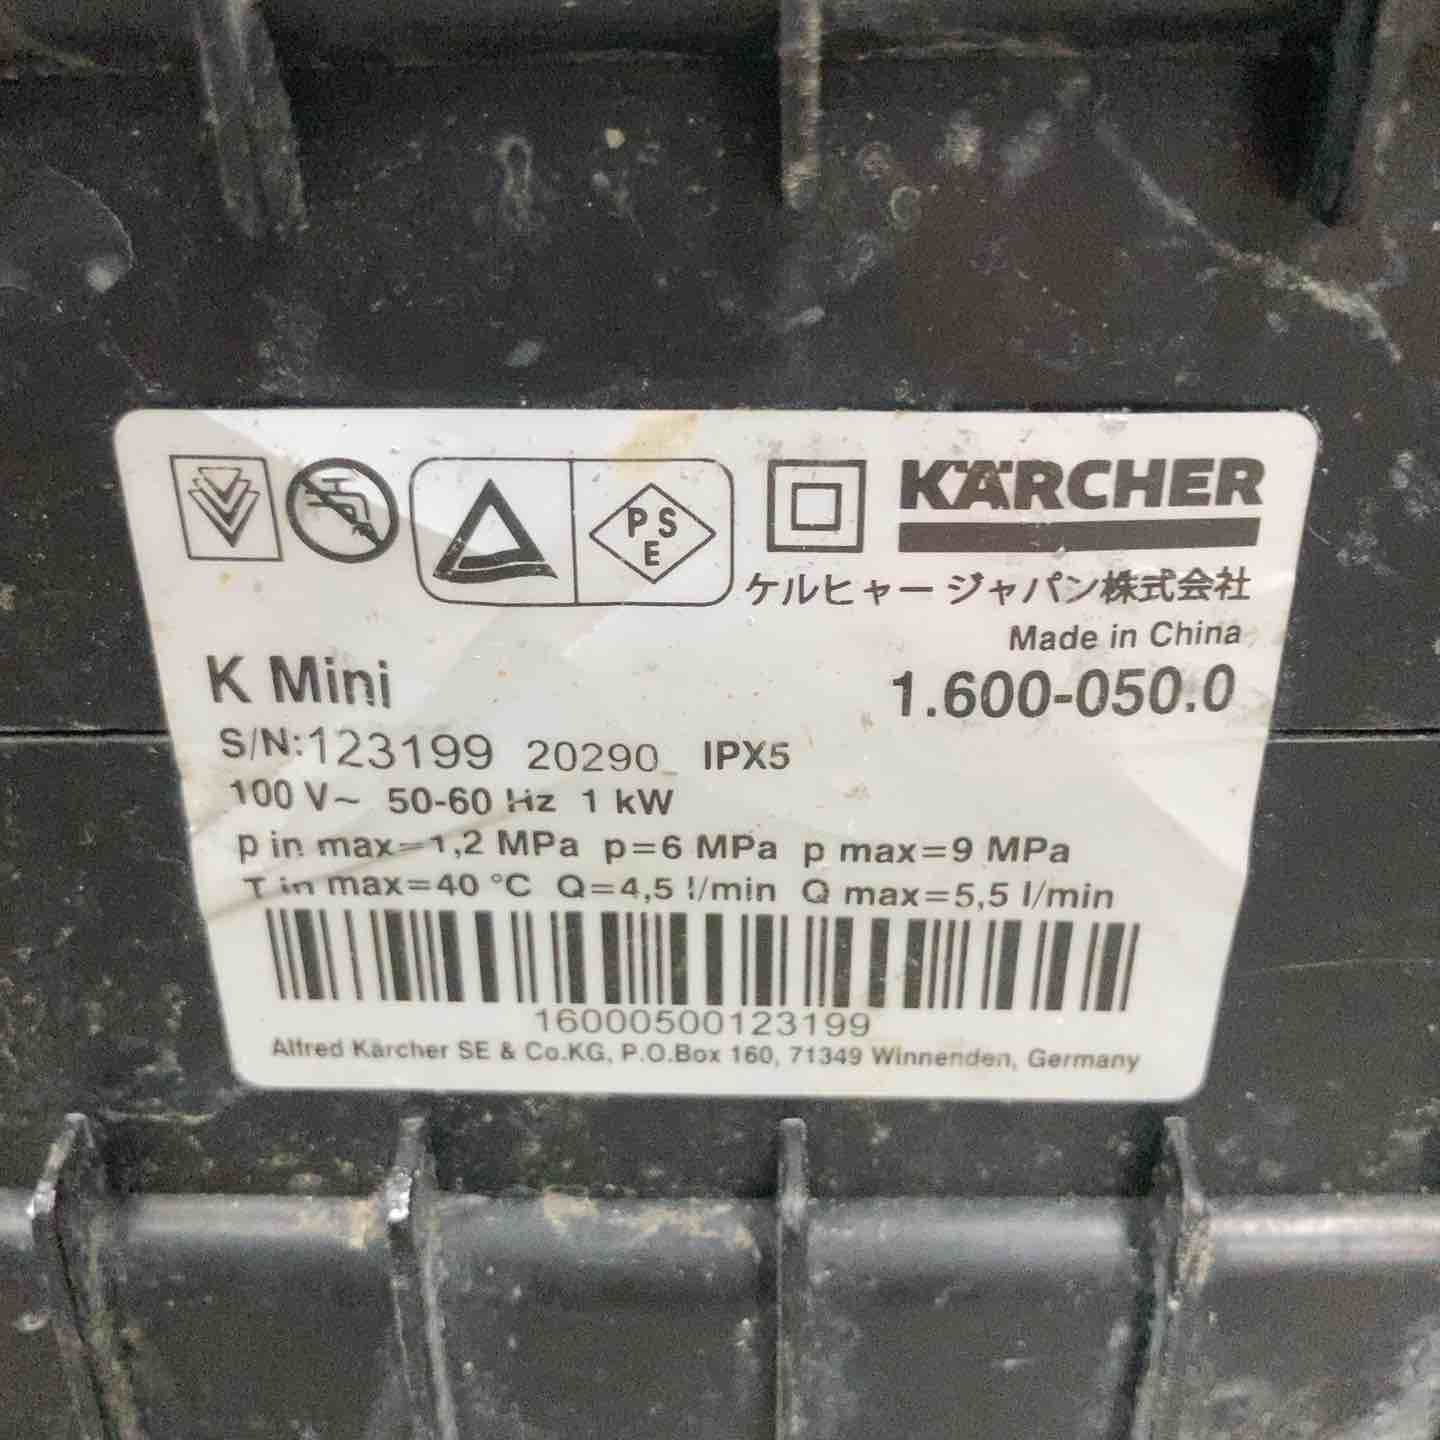 PSE
KÄRCHER
ケルヒャー ジャパン株式会社
Made in China
K Mini
1.600-050.0
S/N:123199 20290 IPX5
100 V~ 50-60 Hz 1 kW
p in max=1,2 MPa p=6 MPa p max=9 MPa
T in max=40 °C Q=4,5 l/min Q max=5,5 l/min
16000500123199
Alfred Kärcher SE & Co.KG, P.O.Box 160, 71349 Winnenden, Germany